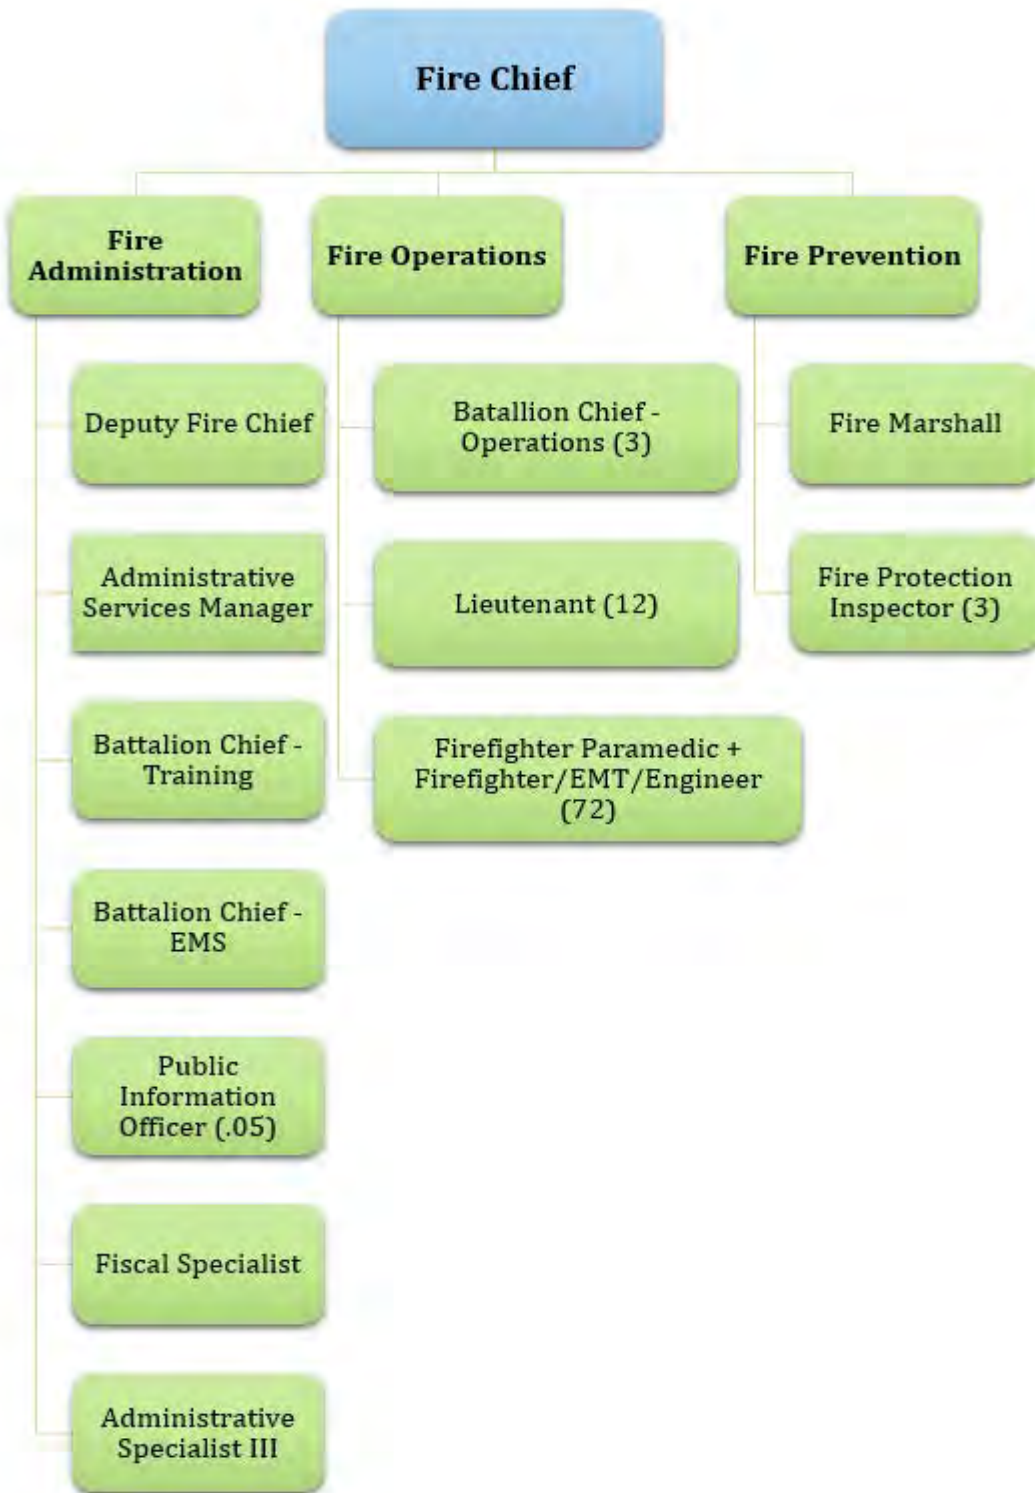 Fire Chief
Fire
Administration
Fire Operations
Fire Prevention
Deputy Fire Chief
Administrative
Services Manager
Battalion Chief -
Training
Battalion Chief -
EMS
Public
Information
Officer (.05)
Fiscal Specialist
Administrative
Specialist III
Batallion Chief -
Operations (3)
Lieutenant (12)
Firefighter Paramedic +
Firefighter/EMT/Engineer
(72)
Fire Marshall
Fire Protection
Inspector (3)